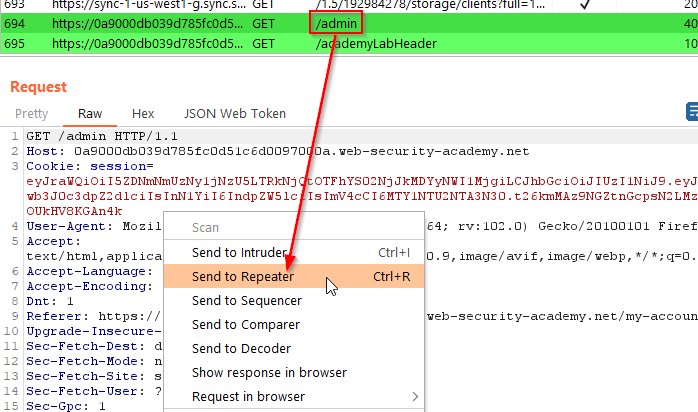 693 https://sync-1-us-west1-g.sync.s... GET /1.5/192984278/storage/clients?full=1... ✓ 20
694 https://0a9000db039d785fc0d5... GET /admin 40
695 https://0a9000db039d785fc0d5... GET /academyLabHeader 10
Request
Pretty Raw Hex JSON Web Token
1 GET /admin HTTP/1.1
2 Host: 0a9000db039d785fc0d51c6d0097000a.web-security-academy.net
3 Cookie: session=
4 User-Agent: Mozil 64; rv:102.0) Gecko/20100101 Firef
5 Accept:
text/html,applica 0.9,image/avif,image/webp,*/*;q=0.
6 Accept-Language:
7 Accept-Encoding:
8 Dnt: 1
9 Referer: https:// web-security-academy.net/my-accou
10 Upgrade-Insecure-
11 Sec-Fetch-Dest: d
12 Sec-Fetch-Mode: n
13 Sec-Fetch-Site: s
14 Sec-Fetch-User: ?
15 Sec-Gpc: 1
Scan
Send to Intruder Ctrl+I
Send to Repeater Ctrl+R
Send to Sequencer
Send to Comparer
Send to Decoder
Show response in browser
Request in browser >